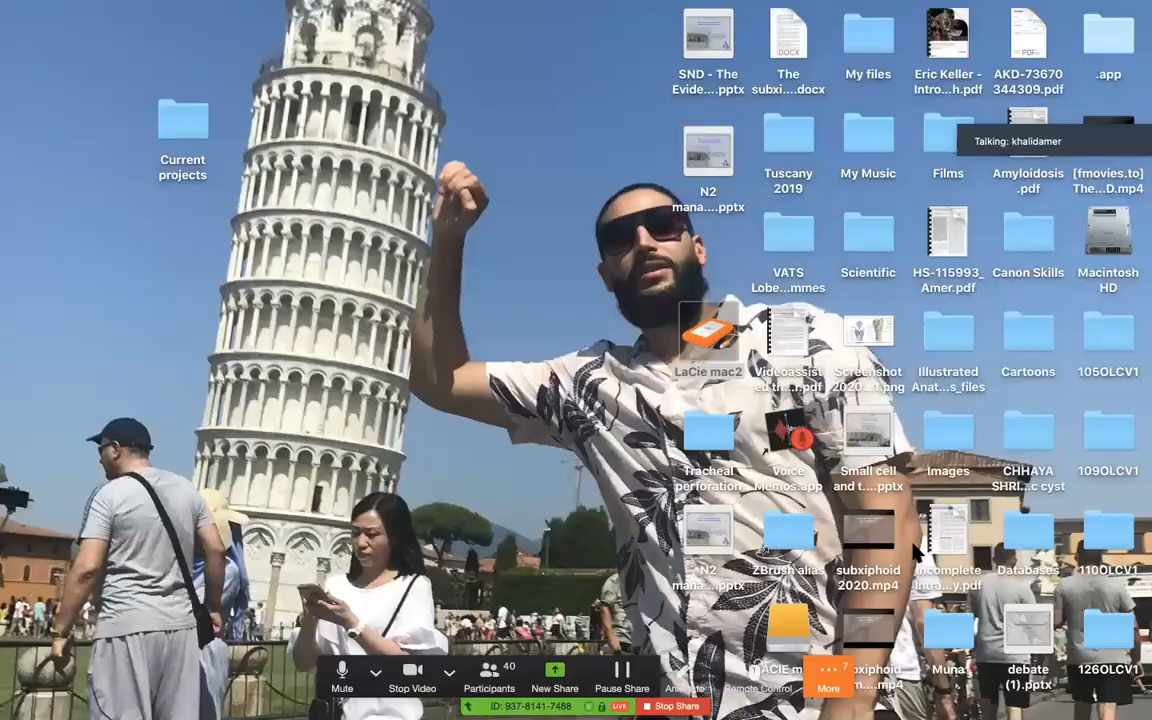 SND - The
Evide....pptx
The
subxi....docx
DOCX
My files
Eric Keller -
Intro...h.pdf
AKD-73670
344309.pdf
PDF
.app
Current
projects
Talking: khalidamer
N2
mana....pptx
Tuscany
2019
My Music
Films
Amyloidosis
.pdf
[fmovies.to]
The...D.mp4
VATS
Lobe...mmes
Scientific
HS-115993_
Amer.pdf
Canon Skills
Macintosh
HD
LaCie mac2
Videoassist
ed th...r.pdf
Screenshot
2020...1.png
Illustrated
Anat...s_files
Cartoons
105OLCV1
Tracheal
perforation
Voice
Memos.app
Small cell
and t....pptx
Images
CHHAYA
SHRI...c cyst
109OLCV1
N2
mana....pptx
ZBrush alias
subxiphoid
2020.mp4
Incomplete
Intra...y.pdf
Databases
110OLCV1
LACIE m
Muna
debate
(1).pptx
126OLCV1
40
7
Mute
Stop Video
Participants
New Share
Pause Share
Annotate
Remote Control
More
ID: 937-8141-7488
LIVE
Stop Share